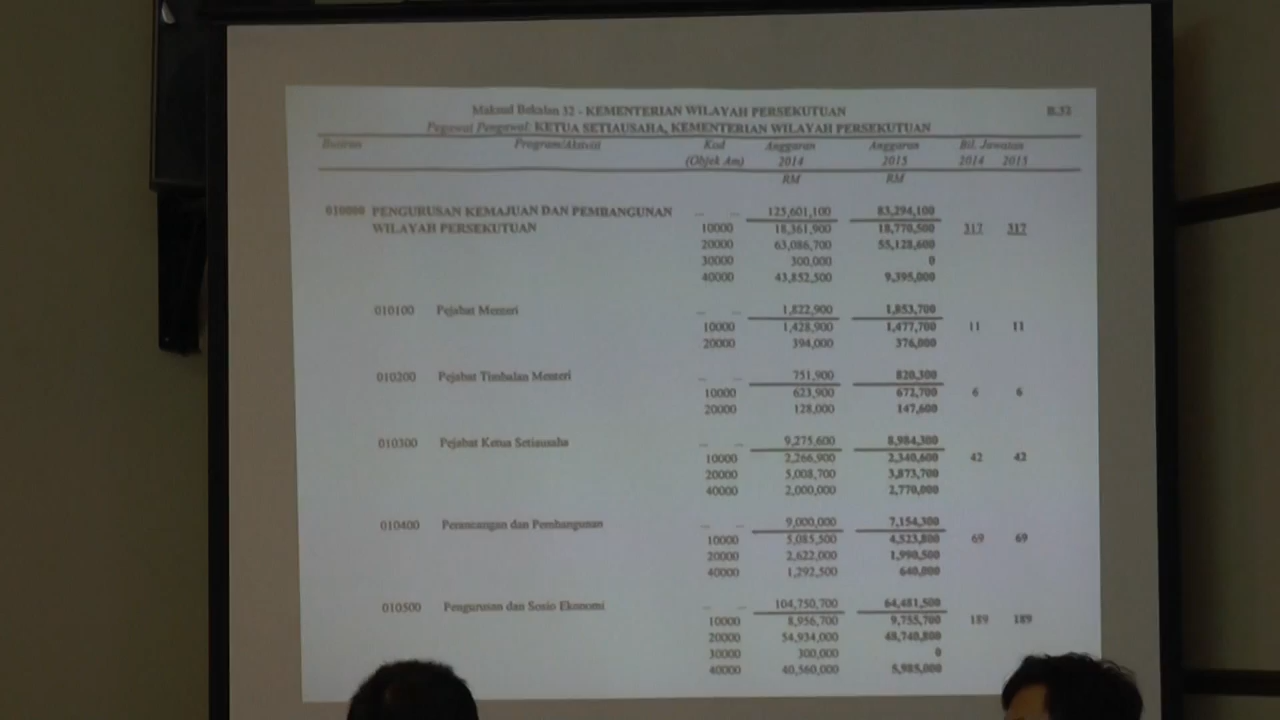 Maksud Bekalan 32 - KEMENTERIAN WILAYAH PERSEKUTUAN B.32
Pegawai Pengawal: KETUA SETIAUSAHA, KEMENTERIAN WILAYAH PERSEKUTUAN
Butiran Program/Aktiviti Kod Anggaran Anggaran Bil. Jawatan
(Objek Am) 2014 2015 2014 2015
RM RM
010000 PENGURUSAN KEMAJUAN DAN PEMBANGUNAN 125,601,100 83,294,100
WILAYAH PERSEKUTUAN 10000 18,361,900 18,770,500 317 317
20000 63,086,700 55,128,600
30000 300,000 0
40000 43,852,500 9,395,000
010100 Pejabat Menteri 1,822,900 1,853,700
10000 1,428,900 1,477,700 11 11
20000 394,000 376,000
010200 Pejabat Timbalan Menteri 751,900 820,300
10000 623,900 672,700 6 6
20000 128,000 147,600
010300 Pejabat Ketua Setiausaha 9,275,600 8,984,300
10000 2,266,900 2,340,600 42 42
20000 5,008,700 3,873,700
40000 2,000,000 2,770,000
010400 Perancangan dan Pembangunan 9,000,000 7,154,300
10000 5,085,500 4,523,800 69 69
20000 2,622,000 1,990,500
40000 1,292,500 640,000
010500 Pengurusan dan Sosio Ekonomi 104,750,700 64,481,500
10000 8,956,700 9,755,700 189 189
20000 54,934,000 48,740,800
30000 300,000 0
40000 40,560,000 5,985,000